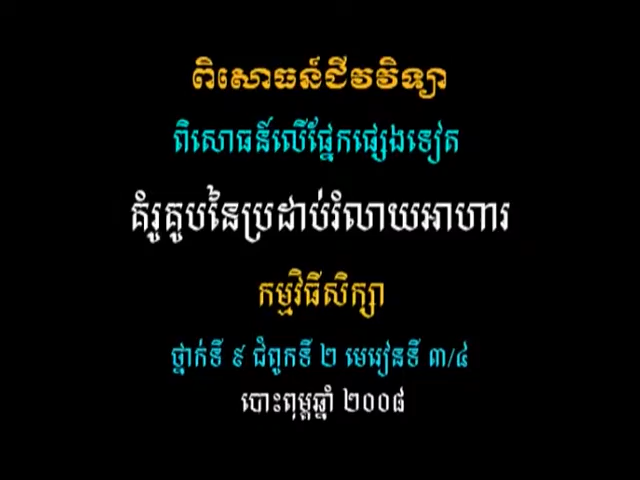 ពិសោធន៍ជីវវិទ្យា
ពិសោធន៍លើផ្នែកផ្សេងទៀត
គំរូគូបនៃប្រដាប់រំលាយអាហារ
កម្មវិធីសិក្សា
ថ្នាក់ទី ៩ ជំពូកទី ២ មេរៀនទី ៣/៤
បោះពុម្ពឆ្នាំ ២០០៨